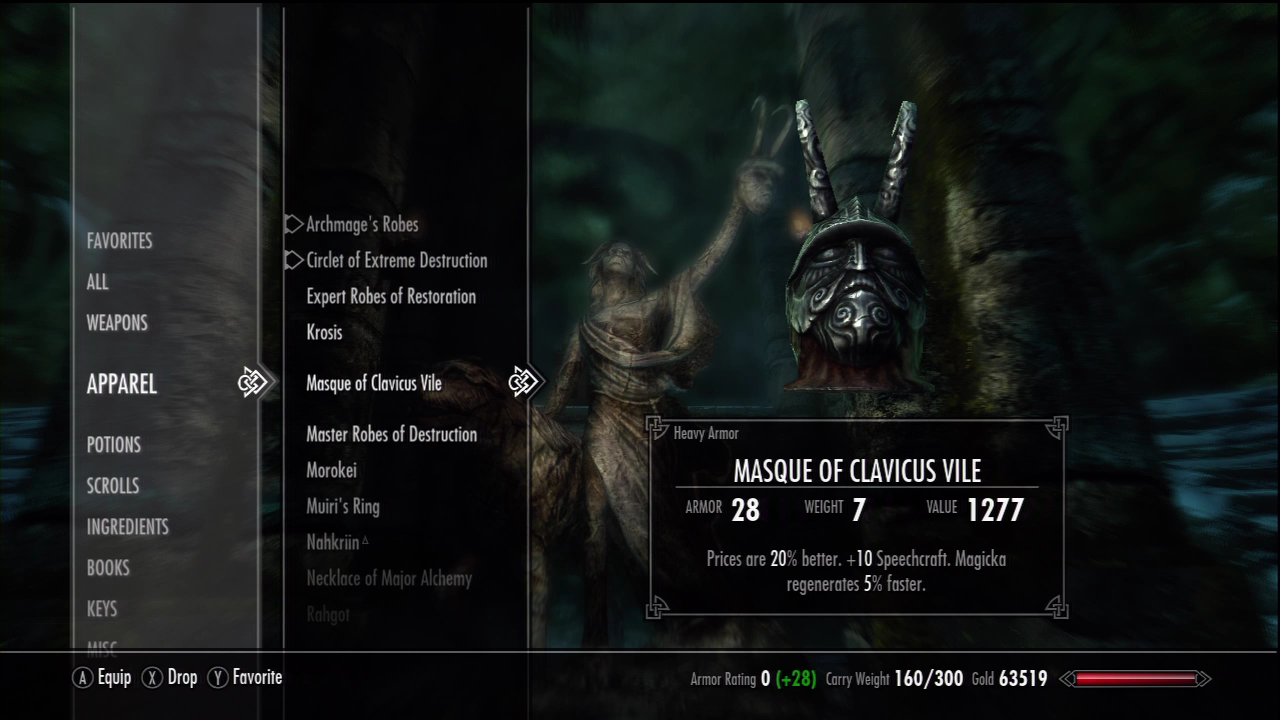 FAVORITES
ALL
WEAPONS
APPAREL
POTIONS
SCROLLS
INGREDIENTS
BOOKS
KEYS
MISC
Archmage's Robes
Circlet of Extreme Destruction
Expert Robes of Restoration
Krosis
Masque of Clavicus Vile
Master Robes of Destruction
Morokei
Muiri's Ring
Nahkriin
Necklace of Major Alchemy
Rahgot
Heavy Armor
MASQUE OF CLAVICUS VILE
ARMOR 28 WEIGHT 7 VALUE 1277
Prices are 20% better. +10 Speechcraft. Magicka
regenerates 5% faster.
A Equip X Drop Y Favorite
Armor Rating 0 (+28) Carry Weight 160/300 Gold 63519